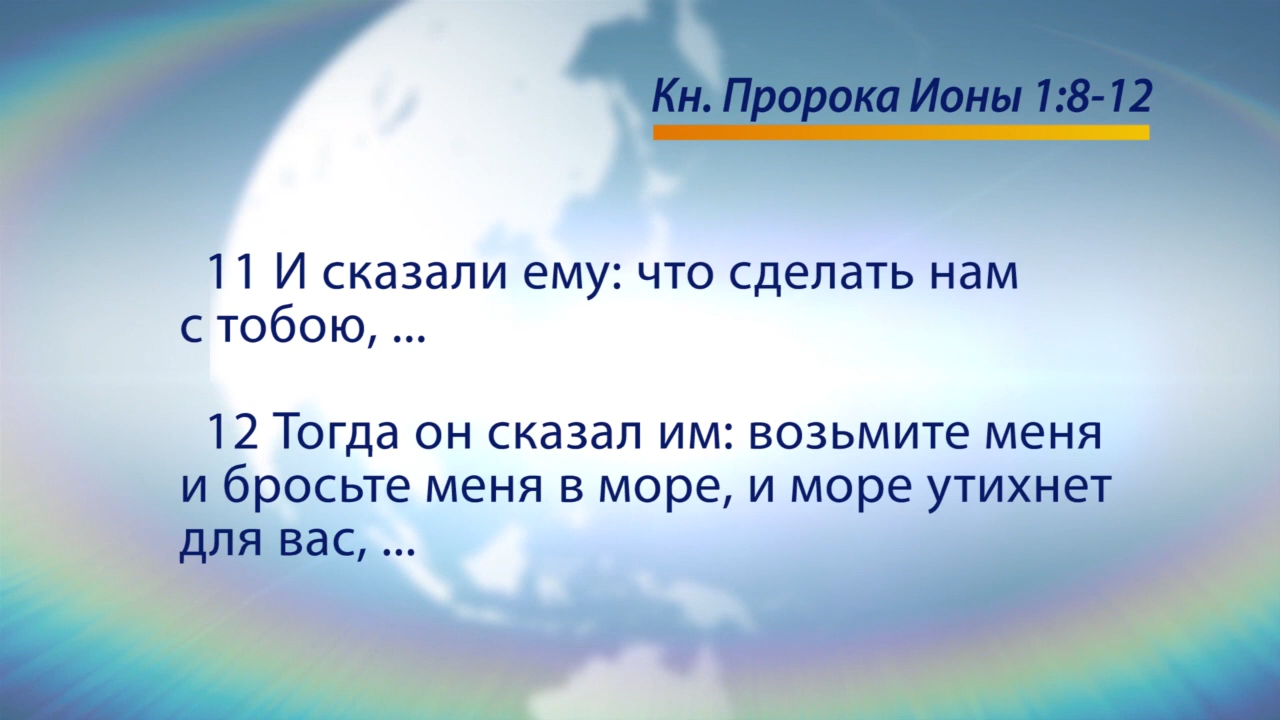 Кн. Пророка Ионы 1:8-12
11 И сказали ему: что сделать нам
с тобою, ...
12 Тогда он сказал им: возьмите меня
и бросьте меня в море, и море утихнет
для вас, ...